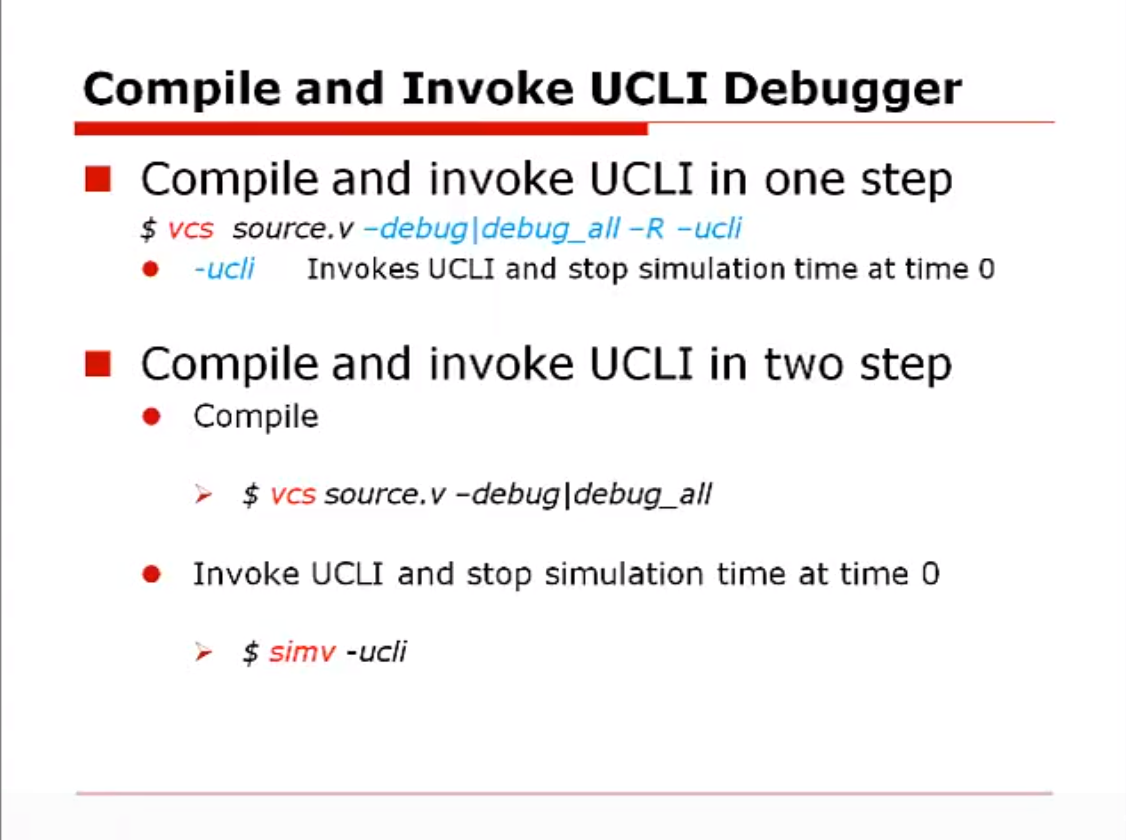 Compile and Invoke UCLI Debugger
Compile and invoke UCLI in one step
$ vcs source.v –debug|debug_all –R –ucli
-ucli Invokes UCLI and stop simulation time at time 0
Compile and invoke UCLI in two step
Compile
$ vcs source.v –debug|debug_all
Invoke UCLI and stop simulation time at time 0
$ simv -ucli